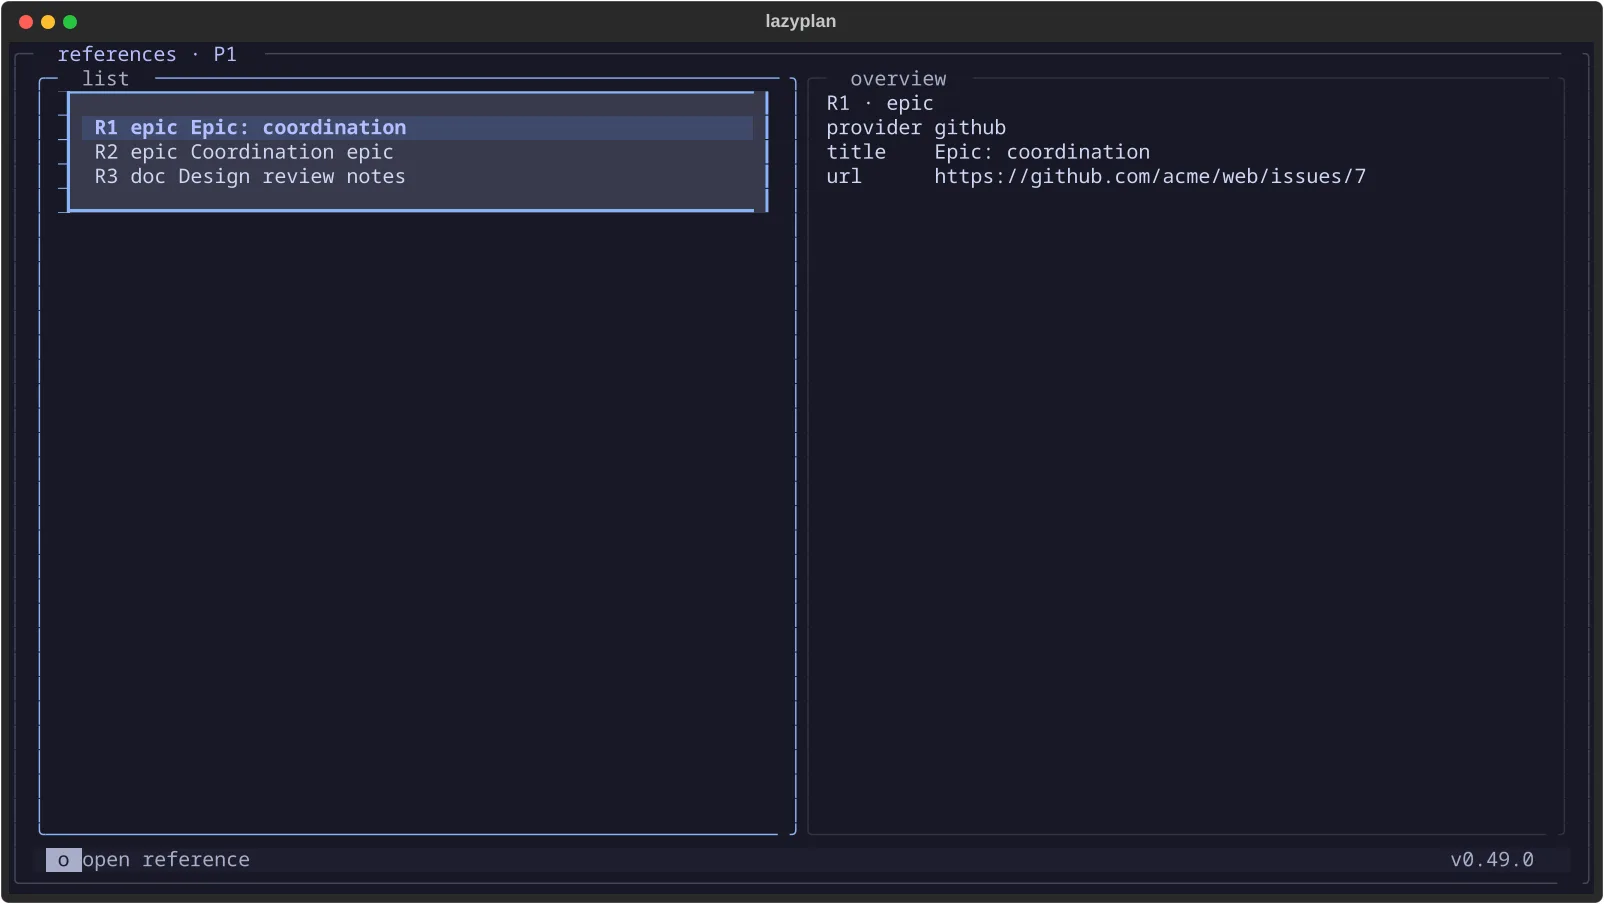 lazyplan
references · P1
list
R1 epic Epic: coordination
R2 epic Coordination epic
R3 doc Design review notes
overview
R1 · epic
provider github
title Epic: coordination
url https://github.com/acme/web/issues/7
o open reference
v0.49.0